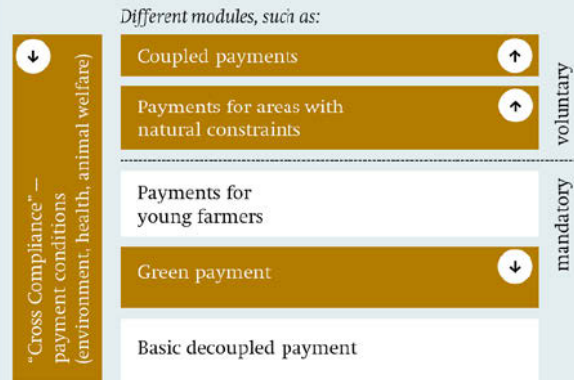 Different modules, such as:
"Cross Compliance" —
payment conditions
(environment, health, animal welfare)
Coupled payments
Payments for areas with
natural constraints
voluntary
Payments for
young farmers
mandatory
Green payment
Basic decoupled payment